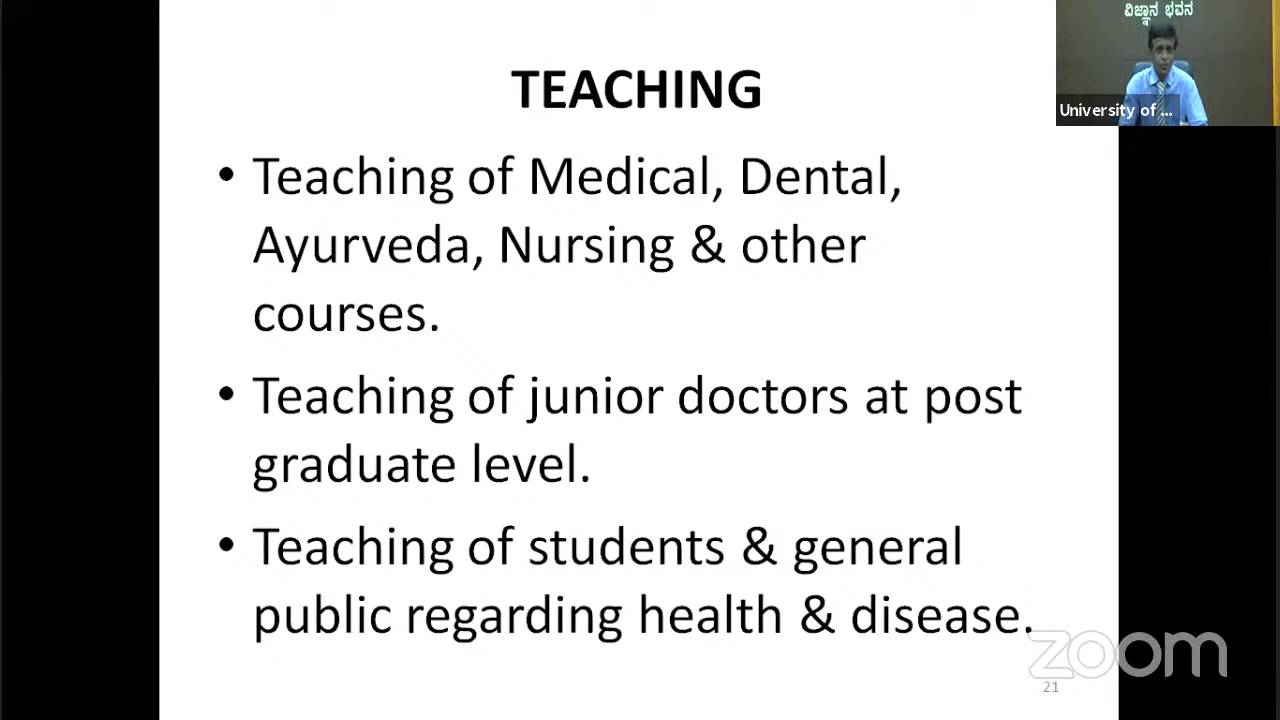 ವಿಜ್ಞಾನ ಭವನ
University of ...
TEACHING
• Teaching of Medical, Dental,
Ayurveda, Nursing & other
courses.
• Teaching of junior doctors at post
graduate level.
• Teaching of students & general
public regarding health & disease.
zoom
21